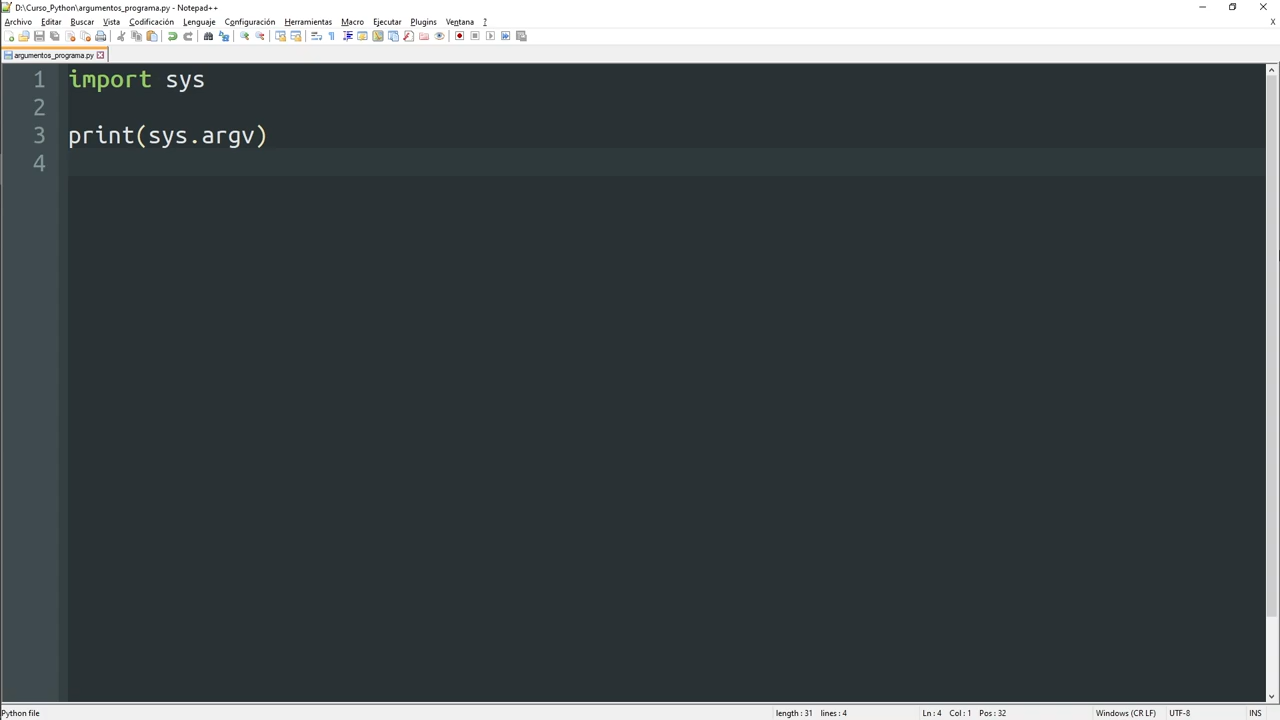 D:\Curso_Python\argumentos_programa.py - Notepad++
Archivo Editar Buscar Vista Codificación Lenguaje Configuración Herramientas Macro Ejecutar Plugins Ventana ? X
argumentos_programa.py
1 import sys
2
3 print(sys.argv)
4
Python file length : 31 lines : 4 Ln : 4 Col : 1 Pos : 32 Windows (CR LF) UTF-8 INS